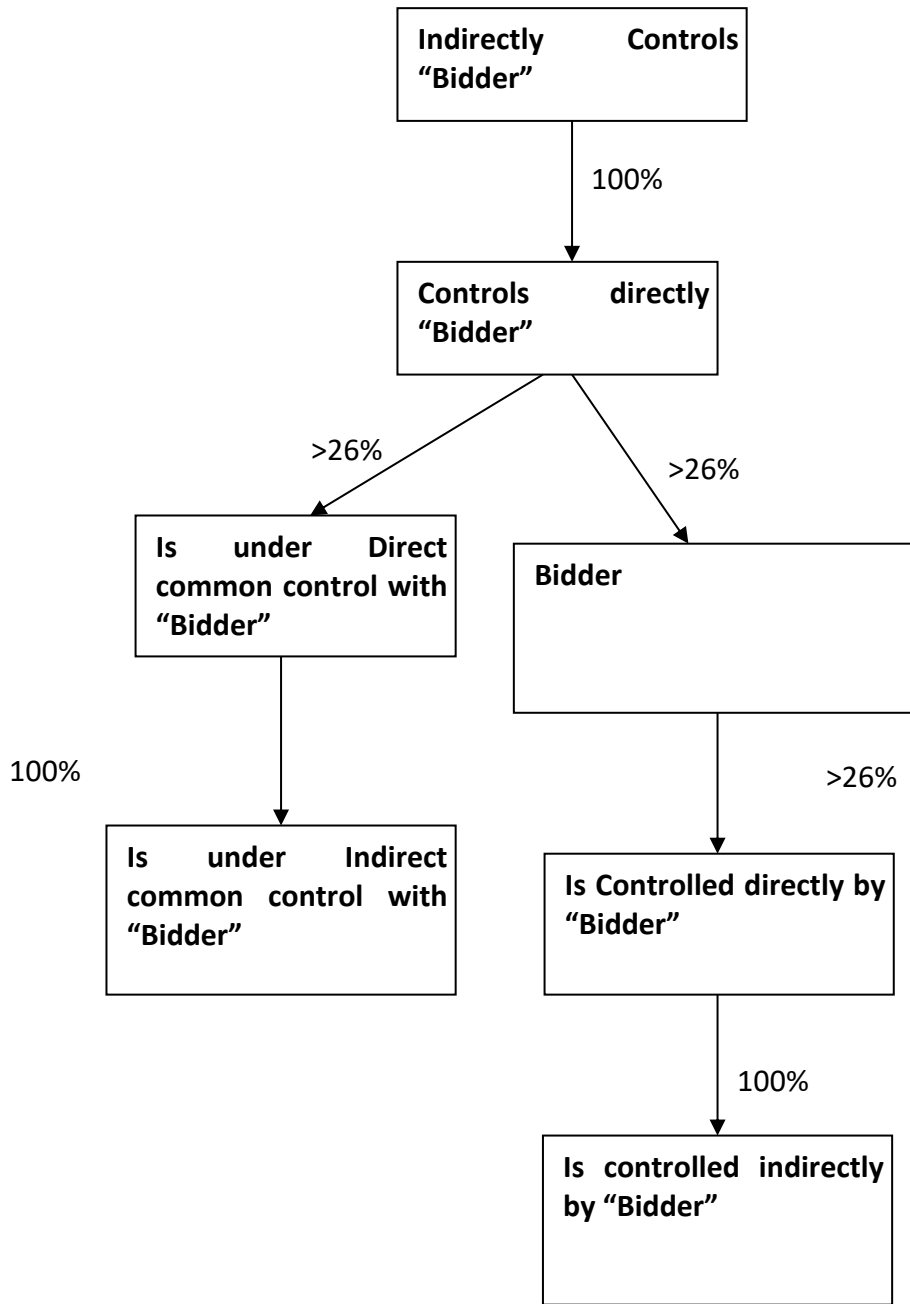 Indirectly Controls
“Bidder”
100%
Controls directly
“Bidder”
>26%
>26%
Is under Direct
common control with
“Bidder”
Bidder
100%
>26%
Is under Indirect
common control with
“Bidder”
Is Controlled directly by
“Bidder”
100%
Is controlled indirectly
by “Bidder”